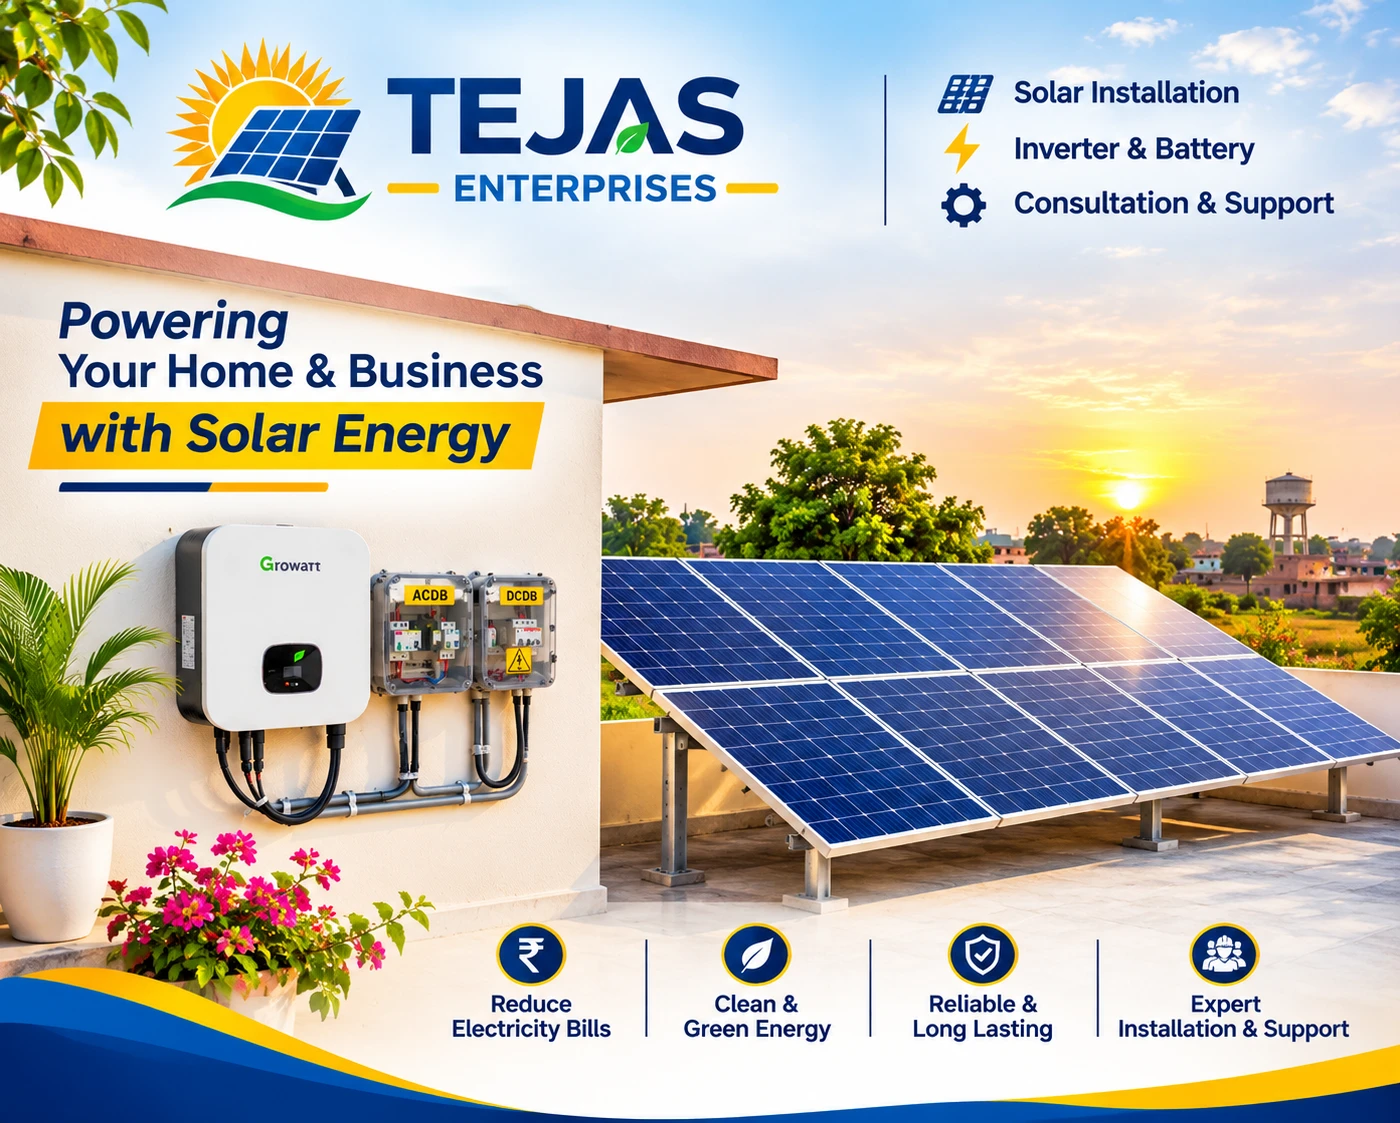 TEJAS
ENTERPRISES
Solar Installation
Inverter & Battery
Consultation & Support
Powering
Your Home & Business
with Solar Energy
Growatt
ACDB
DCDB
Reduce
Electricity Bills
Clean &
Green Energy
Reliable &
Long Lasting
Expert
Installation & Support